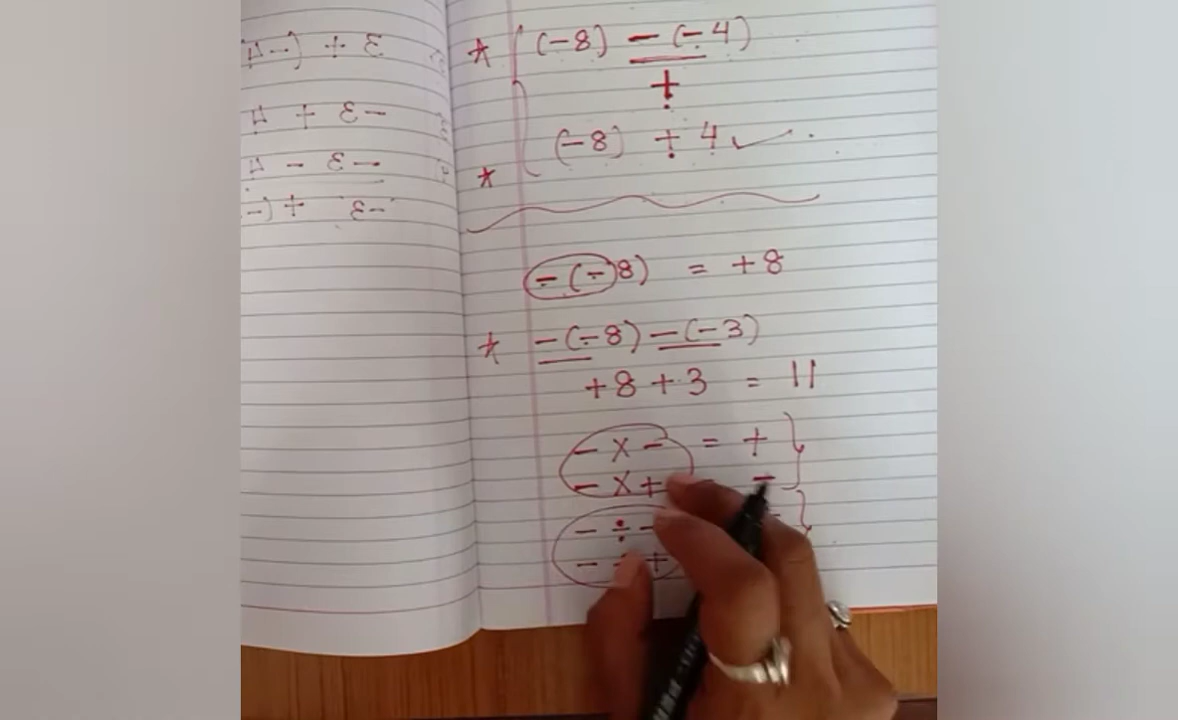 (-8) - (-4)
+
(-8) + 4 ✓
-(-8) = +8
-(-8) -(-3)
+8 + 3 = 11
- x - = +
- x + -
- ÷ -
- ÷ +